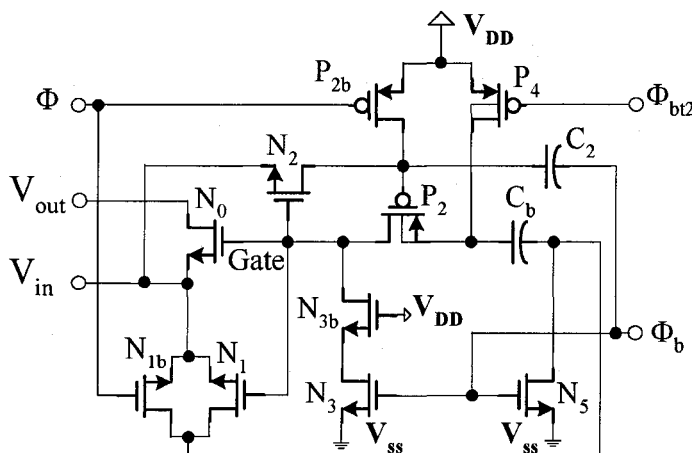 V_DD
P_2b
P_4
Φ
Φ_bt2
N_2
C_2
V_out
N_0
P_2
C_b
Gate
V_in
N_3b
V_DD
Φ_b
N_1b
N_1
N_3
N_5
V_ss
V_ss